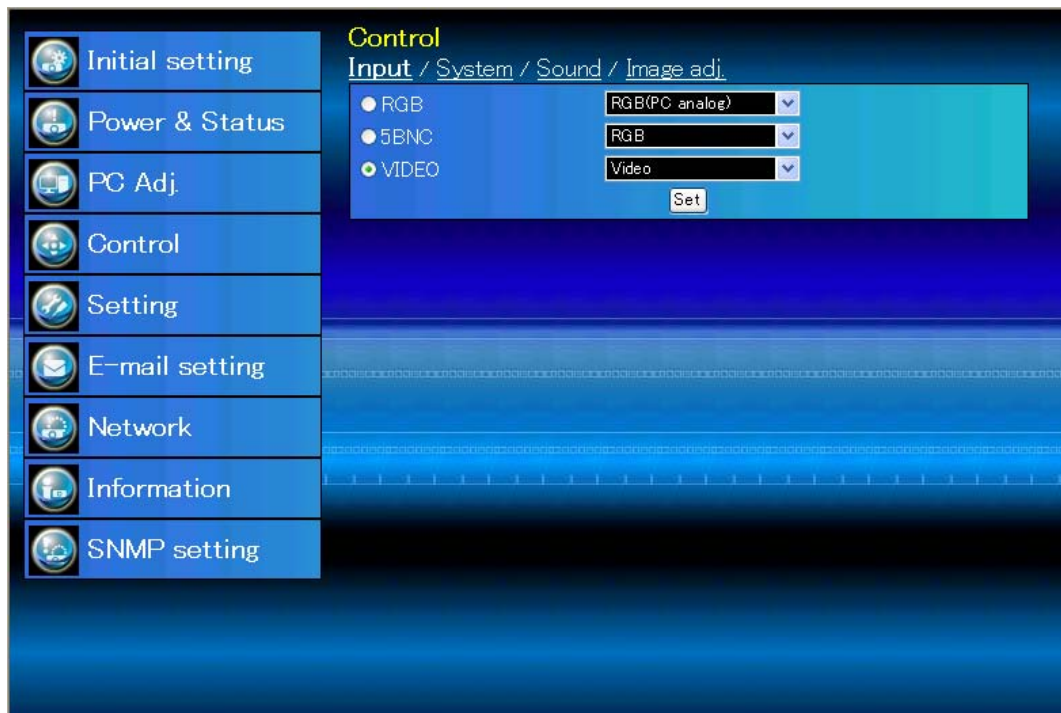 Initial setting
Power & Status
PC Adj.
Control
Setting
E-mail setting
Network
Information
SNMP setting
Control
Input / System / Sound / Image adj.
RGB RGB(PC analog)
5BNC RGB
VIDEO Video
Set